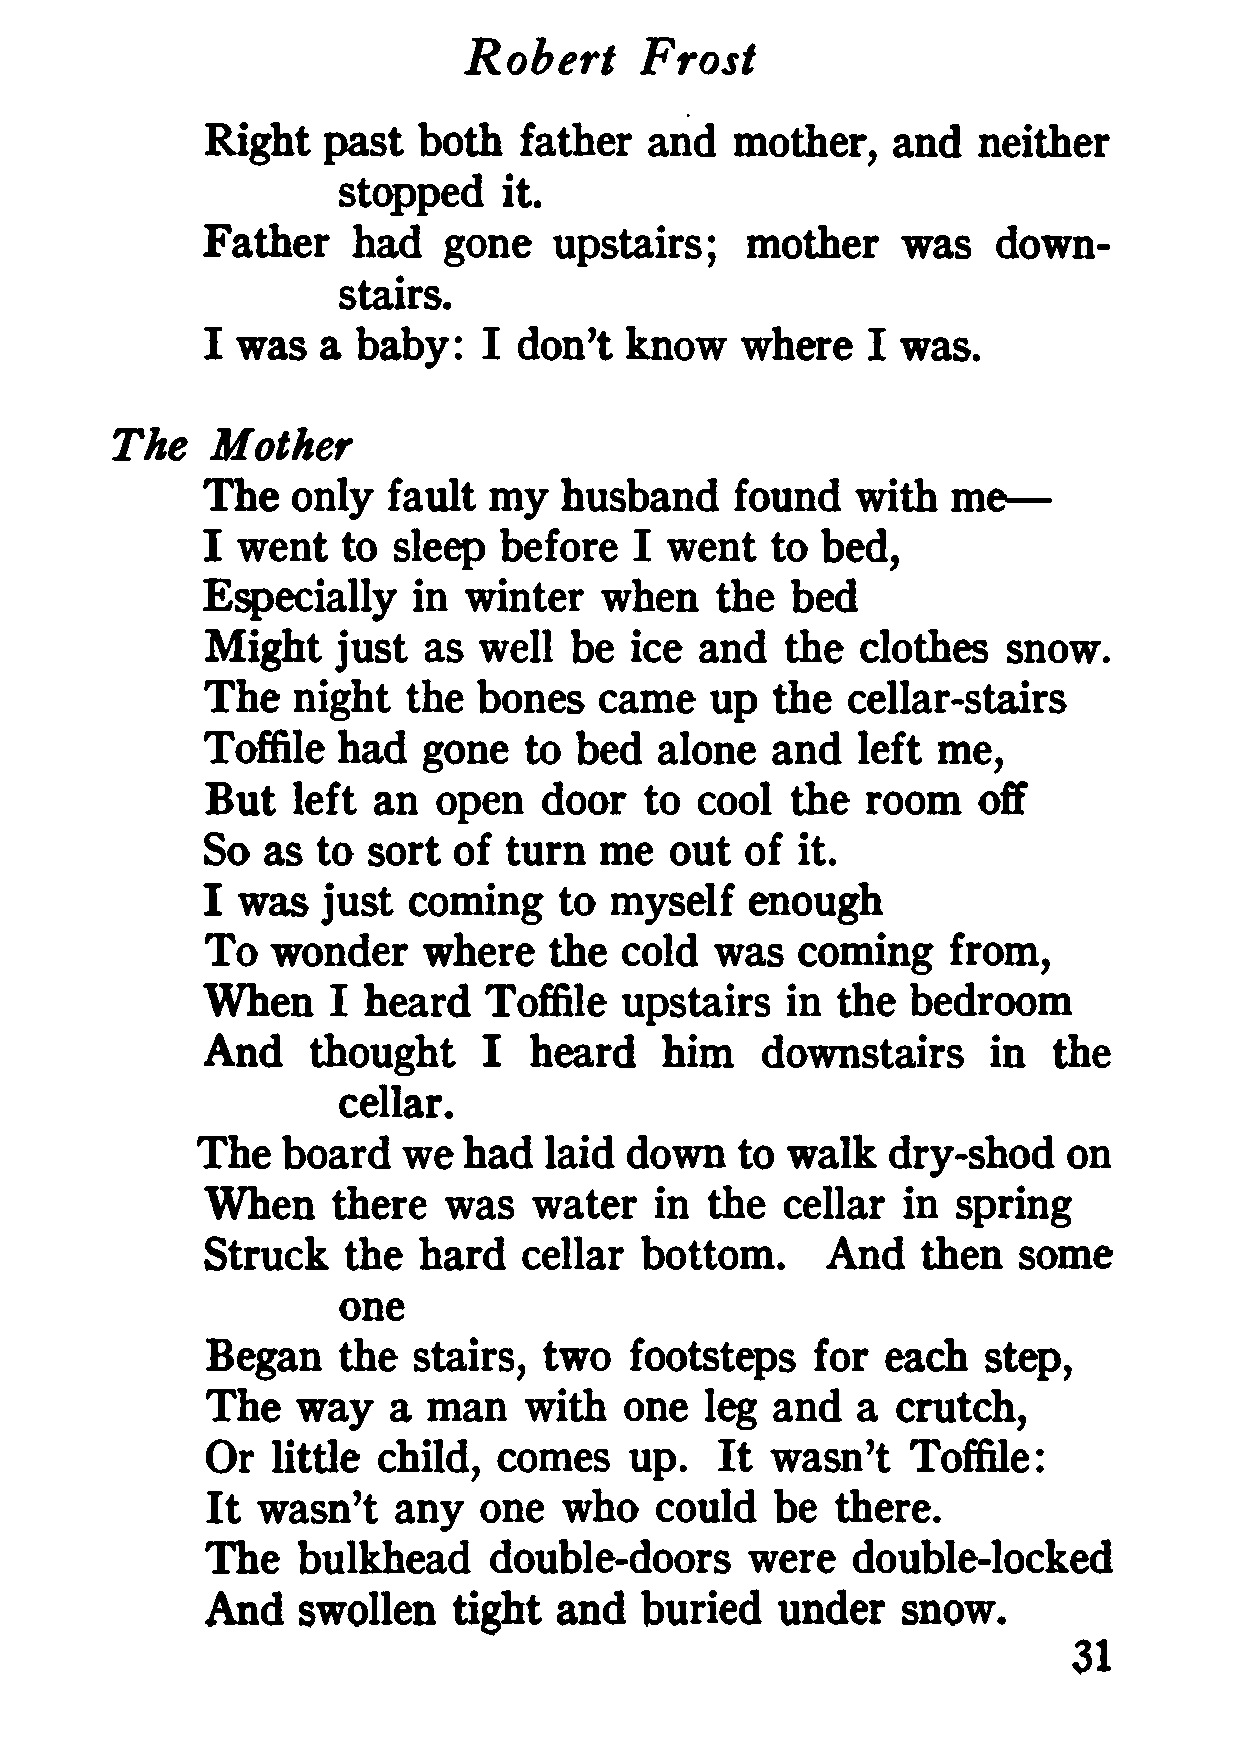 Robert Frost
Right past both father and mother, and neither
stopped it.
Father had gone upstairs; mother was down-
stairs.
I was a baby: I don't know where I was.
The Mother
The only fault my husband found with me—
I went to sleep before I went to bed,
Especially in winter when the bed
Might just as well be ice and the clothes snow.
The night the bones came up the cellar-stairs
Toffile had gone to bed alone and left me,
But left an open door to cool the room off
So as to sort of turn me out of it.
I was just coming to myself enough
To wonder where the cold was coming from,
When I heard Toffile upstairs in the bedroom
And thought I heard him downstairs in the
cellar.
The board we had laid down to walk dry-shod on
When there was water in the cellar in spring
Struck the hard cellar bottom. And then some
one
Began the stairs, two footsteps for each step,
The way a man with one leg and a crutch,
Or little child, comes up. It wasn't Toffile:
It wasn't any one who could be there.
The bulkhead double-doors were double-locked
And swollen tight and buried under snow.
31